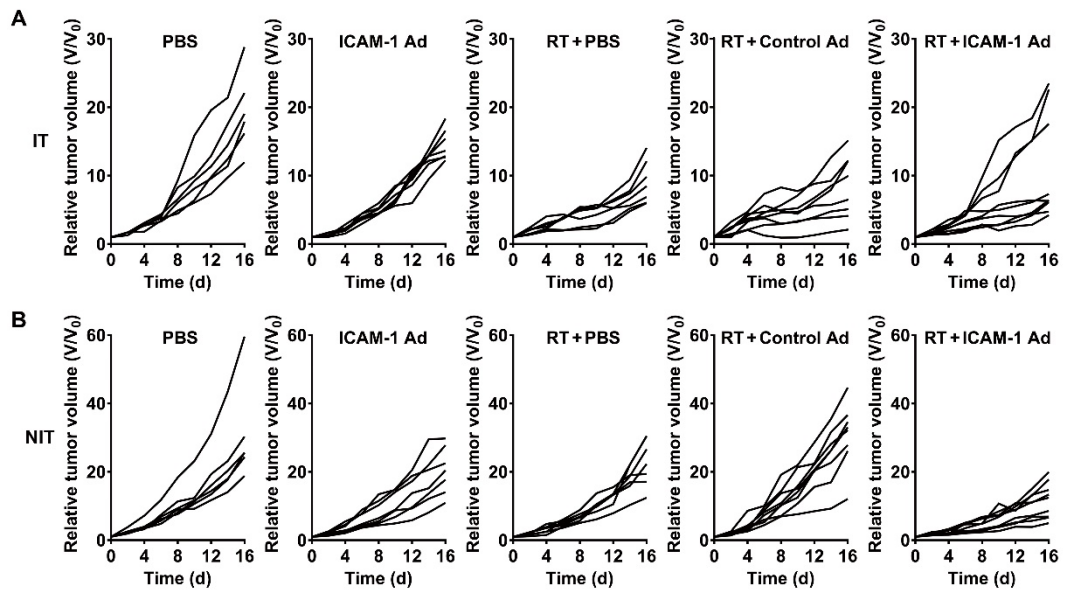 A
IT
PBS
Relative tumor volume (V/V₀)
30
20
10
0
0 4 8 12 16
Time (d)
ICAM-1 Ad
Relative tumor volume (V/V₀)
30
20
10
0
0 4 8 12 16
Time (d)
RT + PBS
Relative tumor volume (V/V₀)
30
20
10
0
0 4 8 12 16
Time (d)
RT + Control Ad
Relative tumor volume (V/V₀)
30
20
10
0
0 4 8 12 16
Time (d)
RT + ICAM-1 Ad
Relative tumor volume (V/V₀)
30
20
10
0
0 4 8 12 16
Time (d)
B
NIT
PBS
Relative tumor volume (V/V₀)
60
40
20
0
0 4 8 12 16
Time (d)
ICAM-1 Ad
Relative tumor volume (V/V₀)
60
40
20
0
0 4 8 12 16
Time (d)
RT + PBS
Relative tumor volume (V/V₀)
60
40
20
0
0 4 8 12 16
Time (d)
RT + Control Ad
Relative tumor volume (V/V₀)
60
40
20
0
0 4 8 12 16
Time (d)
RT + ICAM-1 Ad
Relative tumor volume (V/V₀)
60
40
20
0
0 4 8 12 16
Time (d)